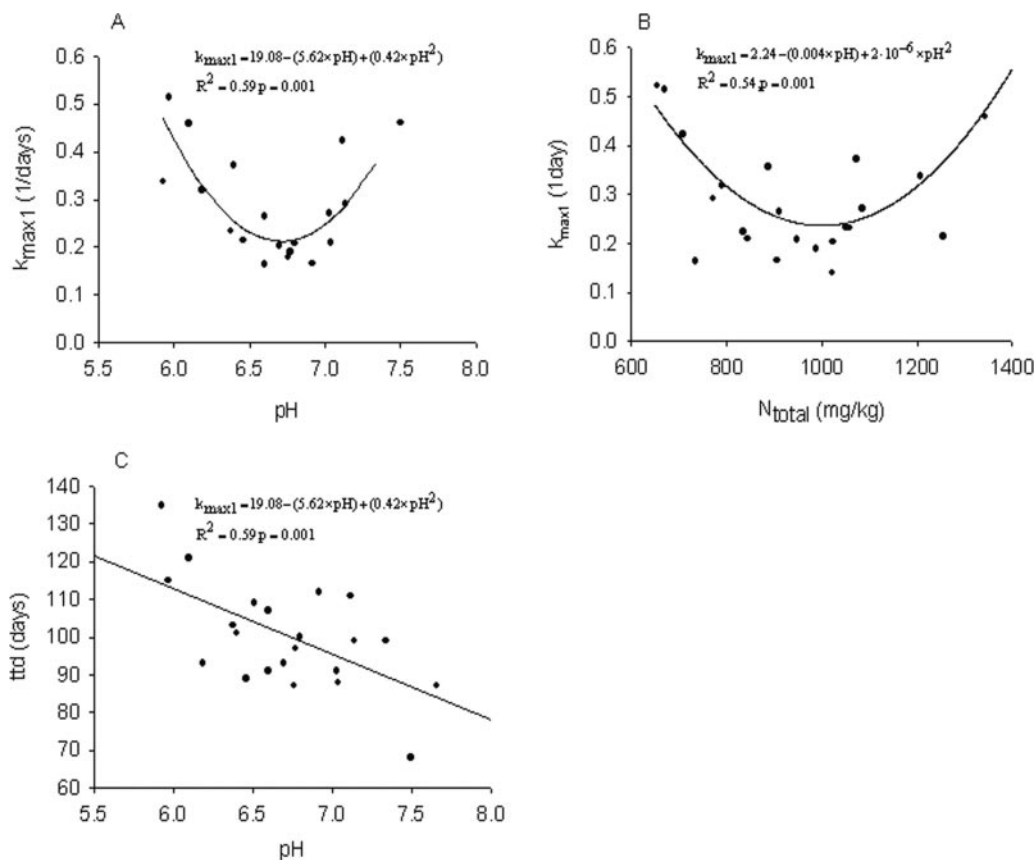 A
k_max1 =19.08−(5.62×pH)+(0.42×pH²)
R² = 0.59 p = 0.001
0.6
0.5
0.4
0.3
0.2
0.1
0.0
k_max1 (1/days)
5.5 6.0 6.5 7.0 7.5 8.0
pH
B
k_max1 =2.24−(0.004×pH)+2·10⁻⁶ ×pH²
R² = 0.54; p = 0.001
0.6
0.5
0.4
0.3
0.2
0.1
0.0
k_max1 (1day)
600 800 1000 1200 1400
N_total (mg/kg)
C
k_max1 =19.08−(5.62×pH)+(0.42×pH²)
R² = 0.59 p = 0.001
140
130
120
110
100
90
80
70
60
ttd (days)
5.5 6.0 6.5 7.0 7.5 8.0
pH